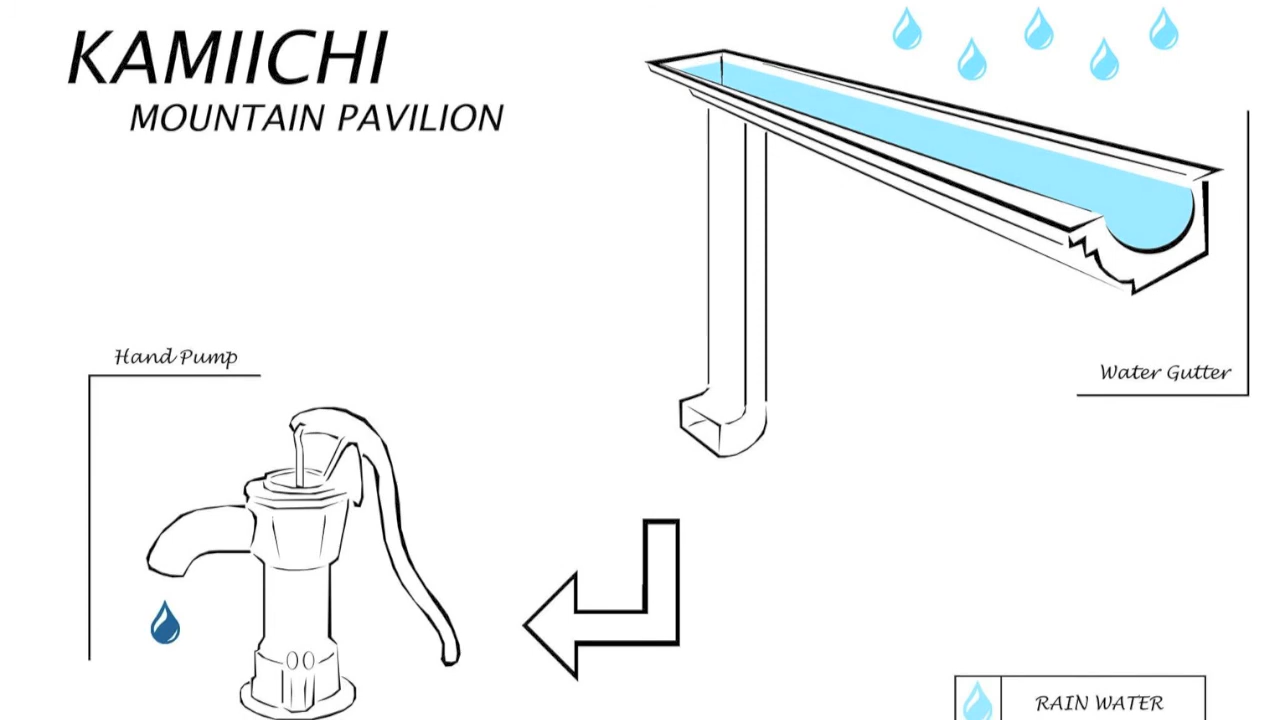 KAMIICHI
MOUNTAIN PAVILION
Hand Pump
Water Gutter
RAIN WATER